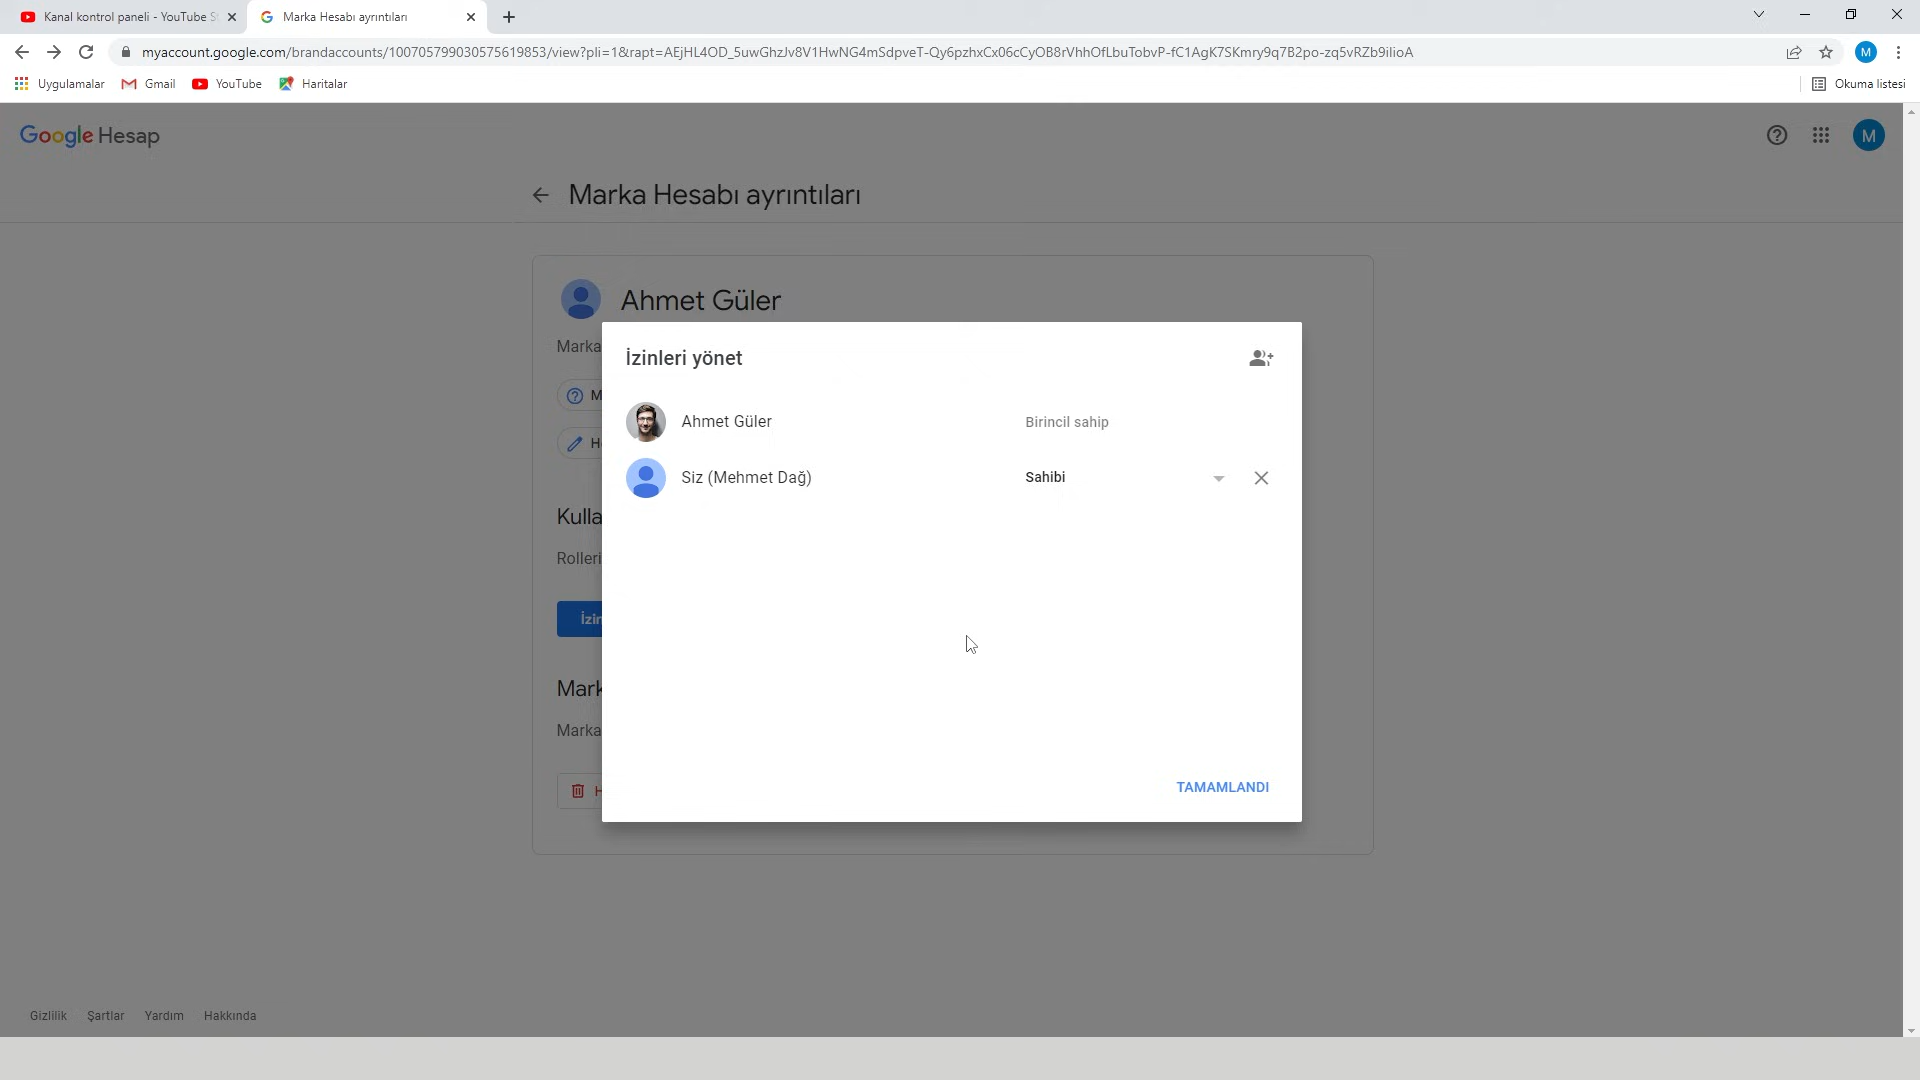 Kanal kontrol paneli - YouTube S
Marka Hesabı ayrıntıları
myaccount.google.com/brandaccounts/100705799030575619853/view?pli=1&rapt=AEjHL4OD_5uwGhzJv8V1HwNG4mSdpveT-Qy6pzhxCx06cCyOB8rVhhOfLbuTobvP-fC1AgK7SKmry9q7B2po-zq5vRZb9iIioA
M
Uygulamalar
Gmail
YouTube
Haritalar
Okuma listesi
Google Hesap
M
Marka Hesabı ayrıntıları
Ahmet Güler
Marka
M
H
Kulla
Rolleri
İzin
Mark
Marka
H
İzinleri yönet
Ahmet Güler
Birincil sahip
Siz (Mehmet Dağ)
Sahibi
TAMAMLANDI
Gizlilik
Şartlar
Yardım
Hakkında